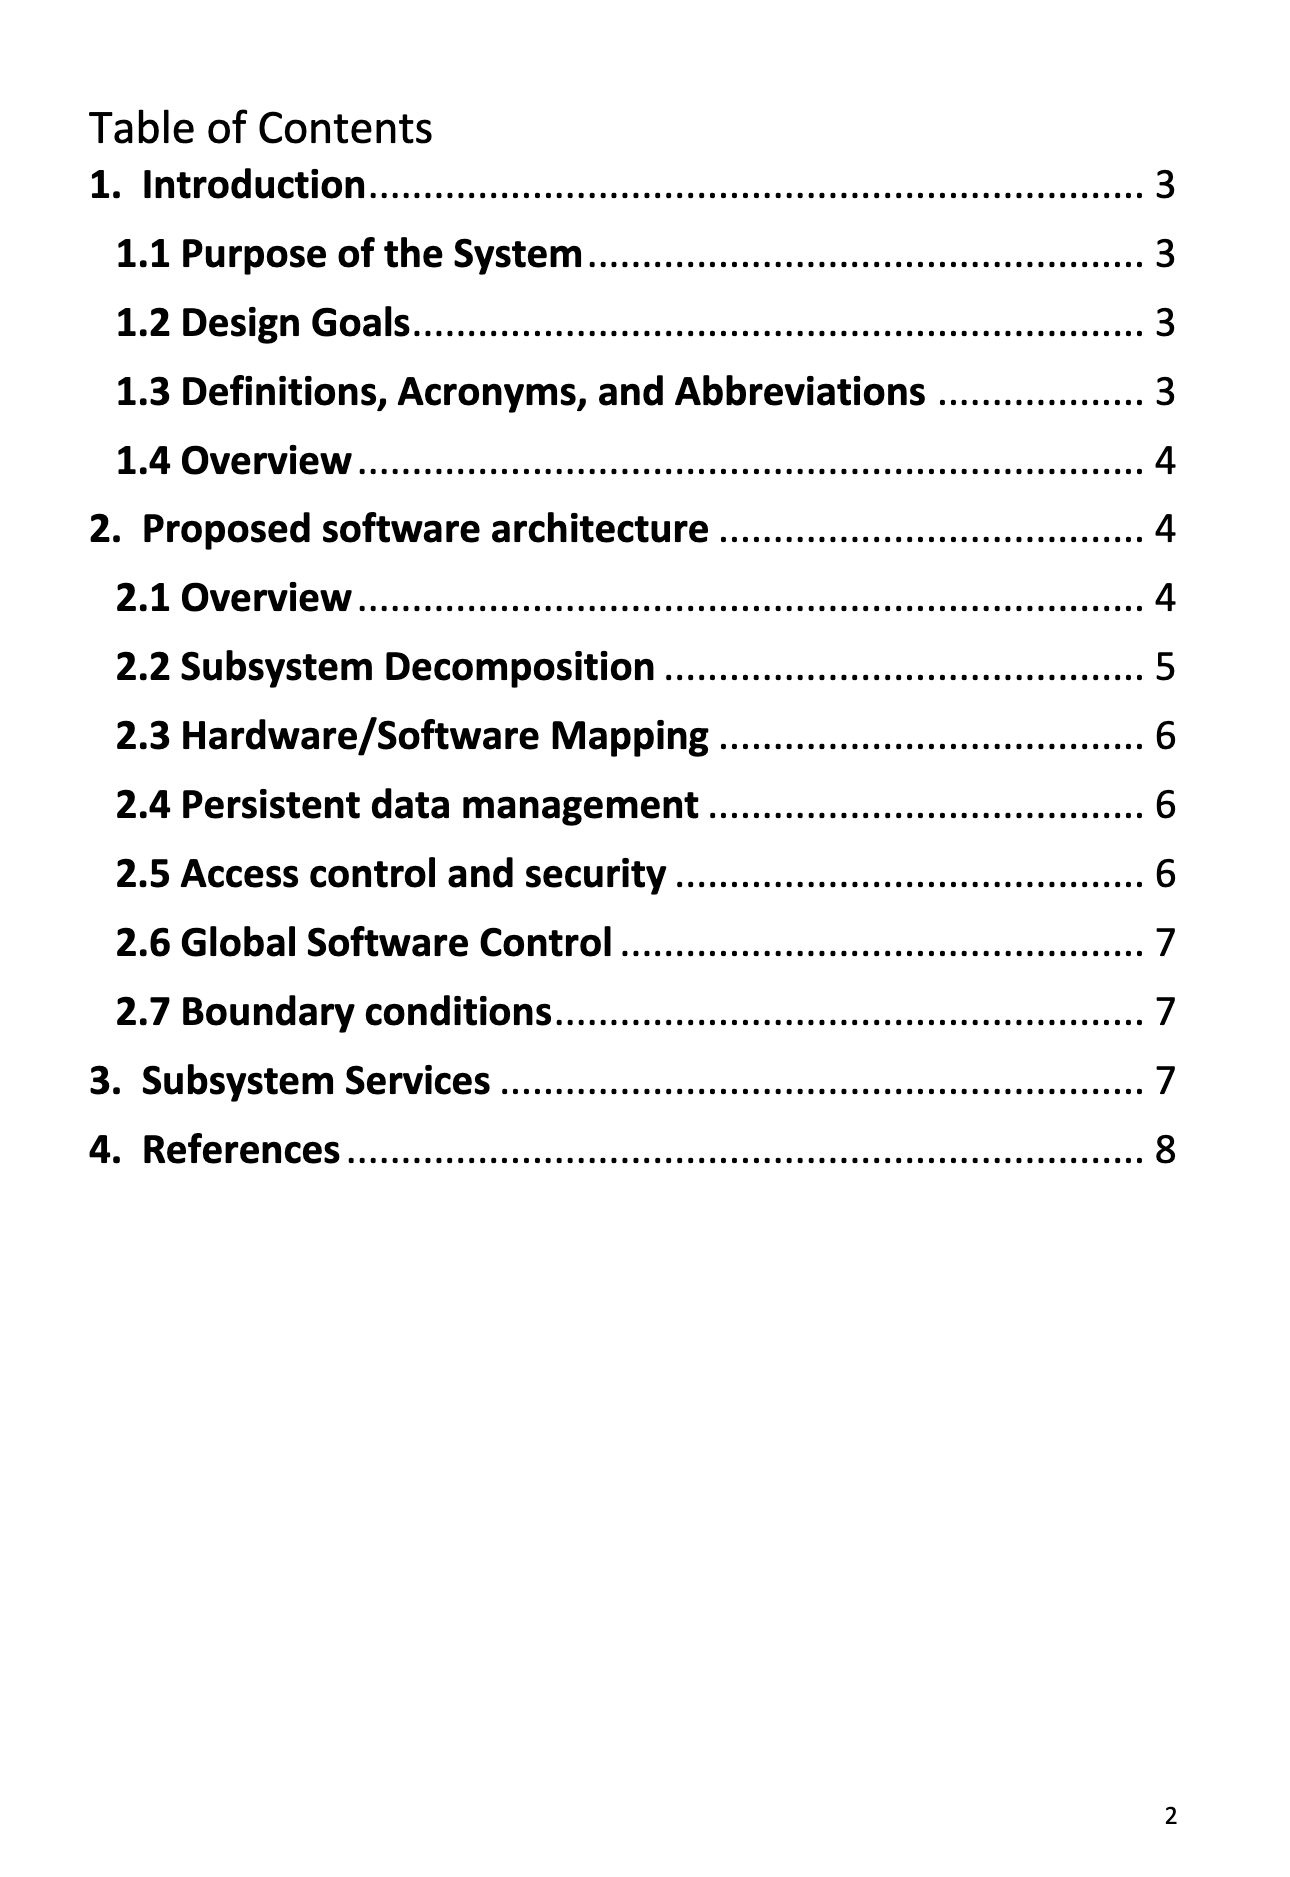 Table of Contents
1. Introduction........................................................................ 3
1.1 Purpose of the System.................................................... 3
1.2 Design Goals.................................................................... 3
1.3 Definitions, Acronyms, and Abbreviations ................... 3
1.4 Overview......................................................................... 4
2. Proposed software architecture ....................................... 4
2.1 Overview......................................................................... 4
2.2 Subsystem Decomposition ............................................ 5
2.3 Hardware/Software Mapping ....................................... 6
2.4 Persistent data management ........................................ 6
2.5 Access control and security ........................................... 6
2.6 Global Software Control ................................................ 7
2.7 Boundary conditions....................................................... 7
3. Subsystem Services ........................................................... 7
4. References ......................................................................... 8
2